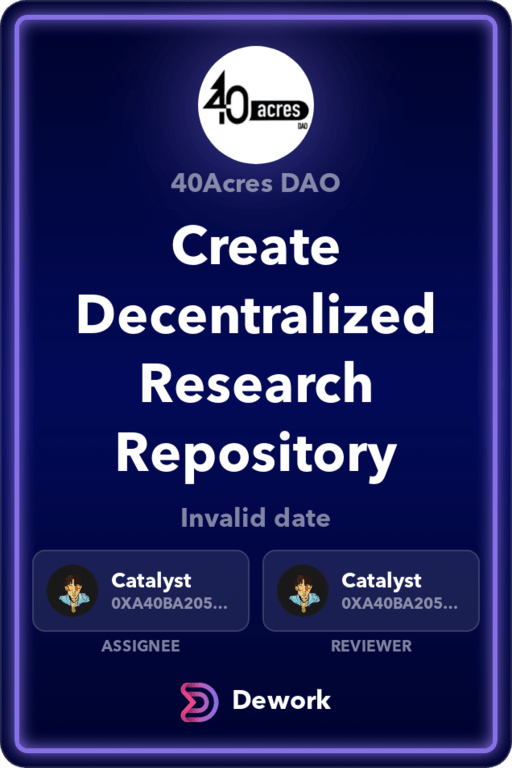 40 acres
DAO
40Acres DAO
Create
Decentralized
Research
Repository
Invalid date
Catalyst
0XA40BA205...
Catalyst
0XA40BA205...
ASSIGNEE
REVIEWER
Dework